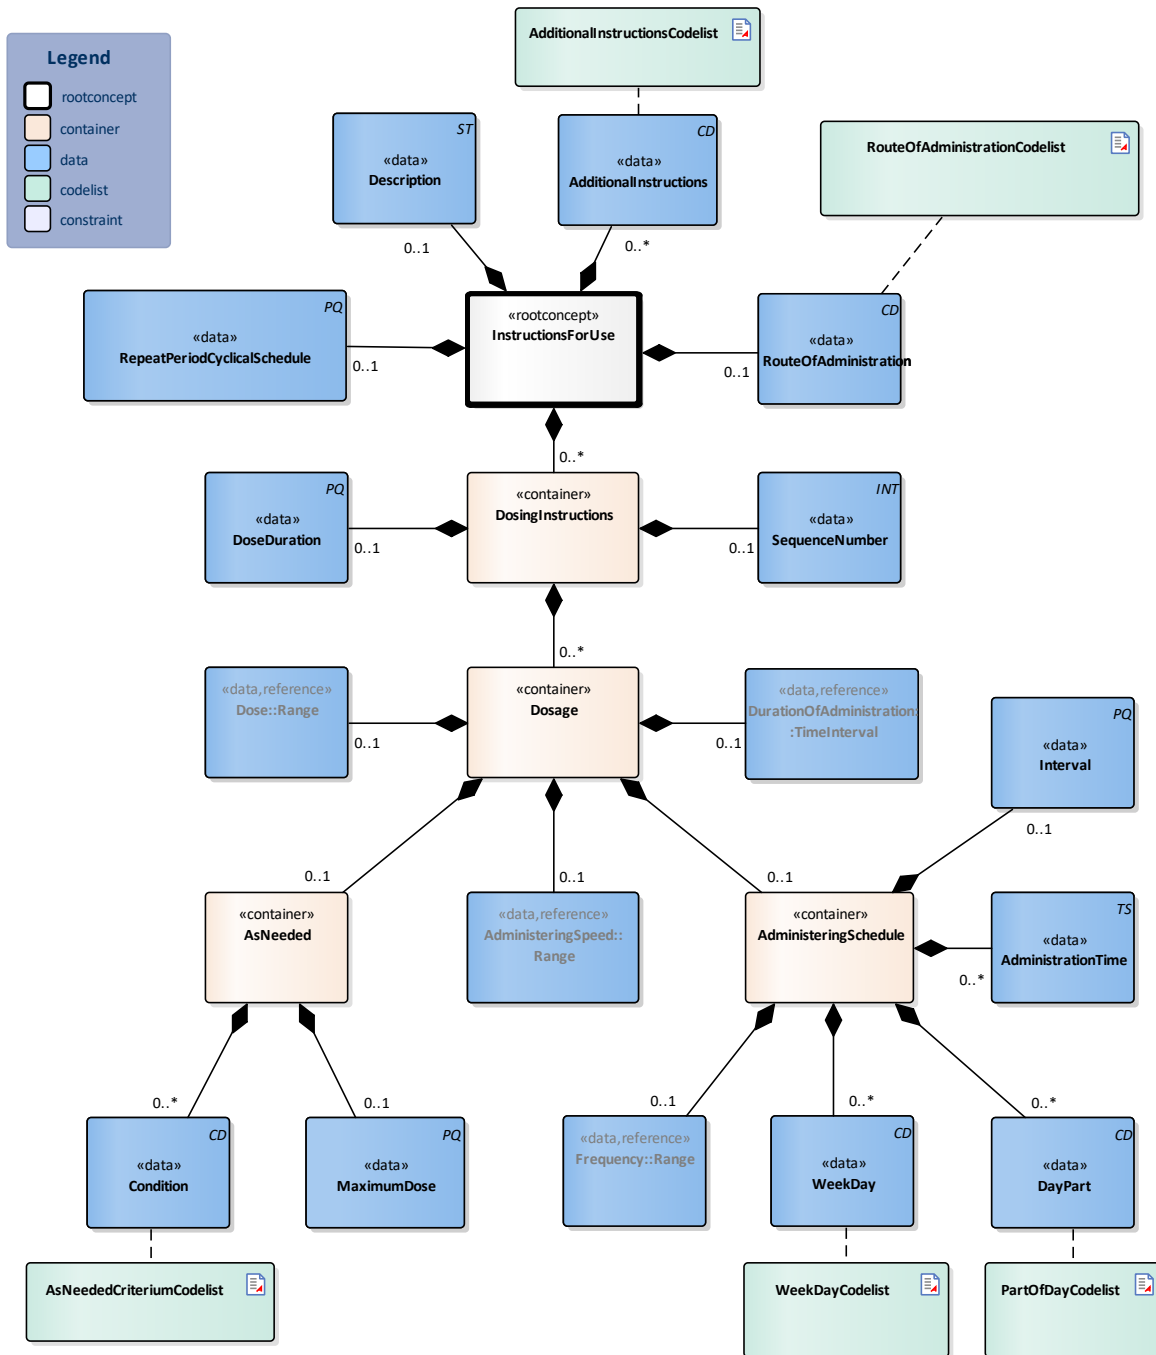 AdditionalInstructionsCodelist
Legend
rootconcept
container
data
codelist
constraint
ST
«data»
Description
CD
«data»
AdditionalInstructions
RouteOfAdministrationCodelist
0..1
0..*
PQ
«data»
RepeatPeriodCyclicalSchedule
0..1
«rootconcept»
InstructionsForUse
CD
«data»
RouteOfAdministration
0..1
0..*
PQ
«data»
DoseDuration
0..1
«container»
DosingInstructions
INT
«data»
SequenceNumber
0..1
0..*
«data,reference»
Dose::Range
0..1
«container»
Dosage
«data,reference»
DurationOfAdministration:
:TimeInterval
0..1
PQ
«data»
Interval
0..1
0..1
0..1
0..1
«container»
AsNeeded
«data,reference»
AdministeringSpeed::
Range
«container»
AdministeringSchedule
TS
«data»
AdministrationTime
0..*
0..*
0..1
0..1
0..*
0..*
CD
«data»
Condition
PQ
«data»
MaximumDose
«data,reference»
Frequency::Range
CD
«data»
WeekDay
CD
«data»
DayPart
AsNeededCriteriumCodelist
WeekDayCodelist
PartOfDayCodelist